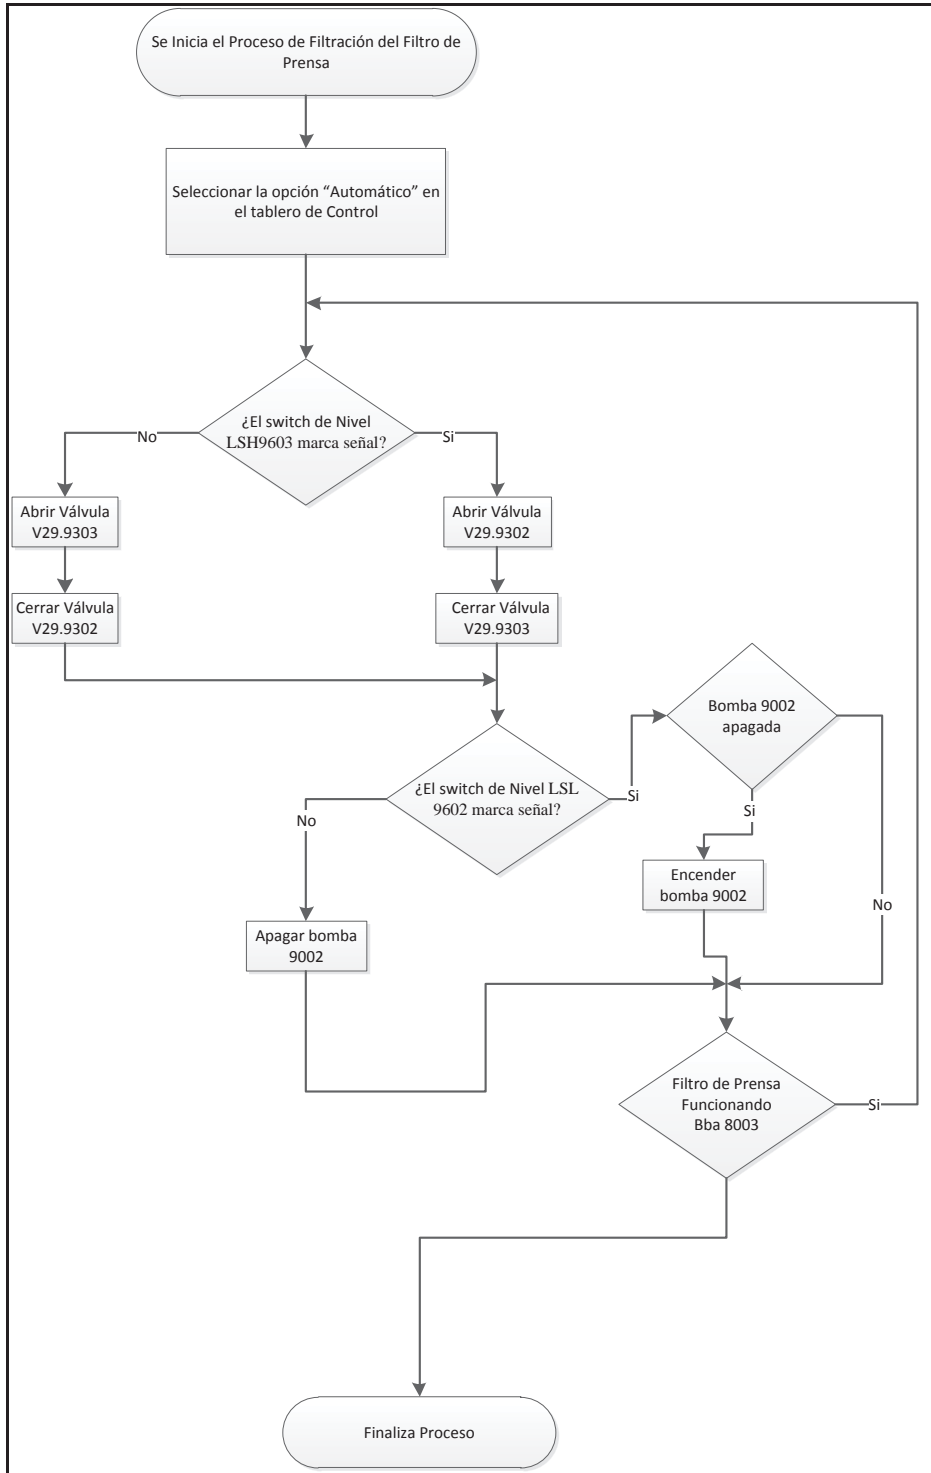 Se Inicia el Proceso de Filtración del Filtro de
Prensa
Seleccionar la opción “Automático” en
el tablero de Control
¿El switch de Nivel
LSH9603 marca señal?
No
Si
Abrir Válvula
V29.9303
Abrir Válvula
V29.9302
Cerrar Válvula
V29.9302
Cerrar Válvula
V29.9303
Bomba 9002
apagada
¿El switch de Nivel LSL
9602 marca señal?
Si
No
Si
Encender
bomba 9002
No
Apagar bomba
9002
Filtro de Prensa
Funcionando
Bba 8003
Si
Finaliza Proceso